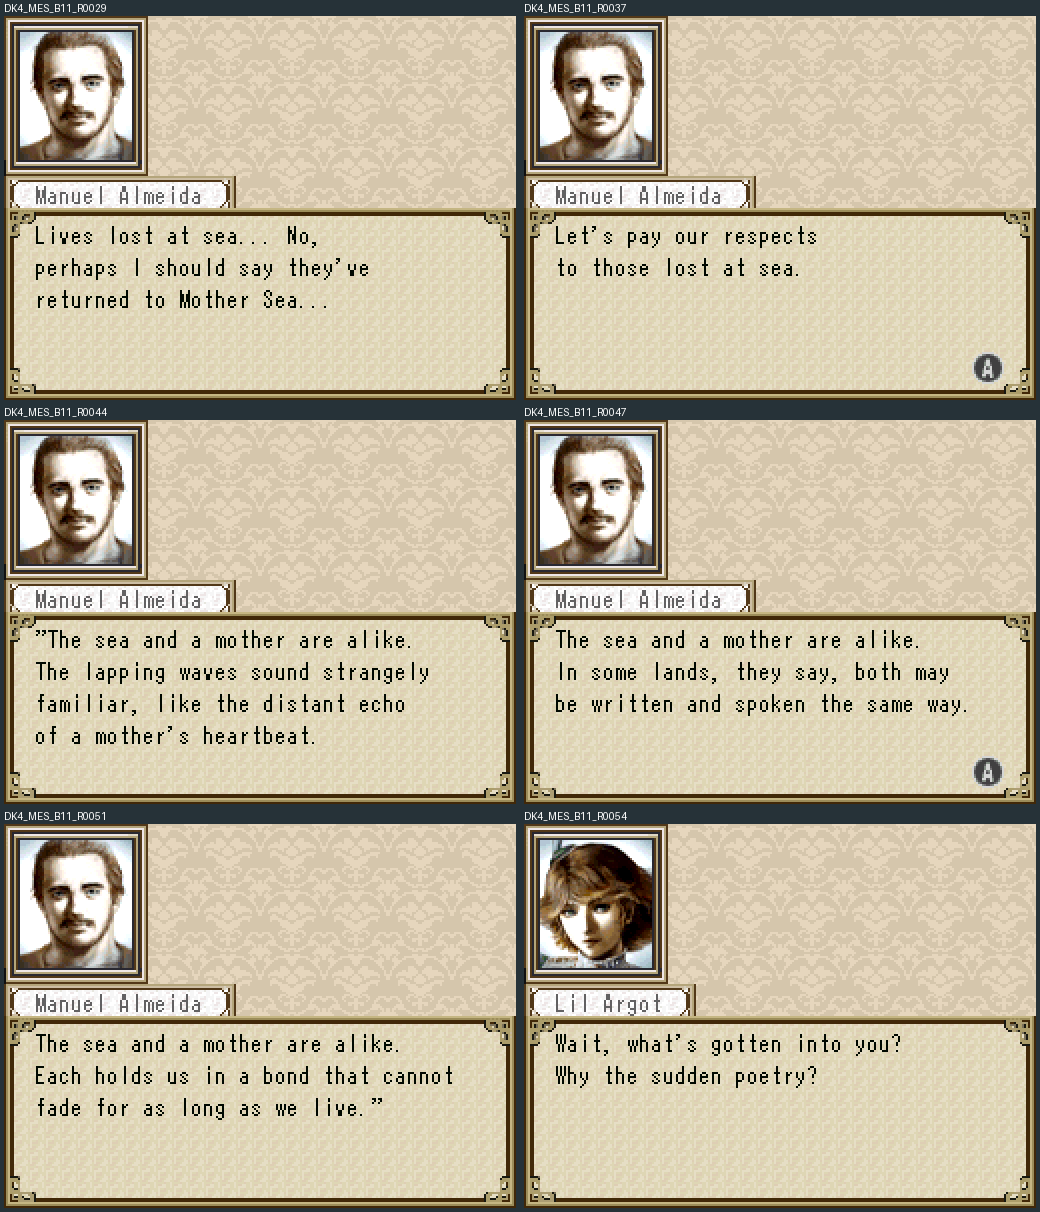 DK4_MES_B11_R0029
Manuel Almeida
Lives lost at sea... No,
perhaps I should say they've
returned to Mother Sea...
DK4_MES_B11_R0037
Manuel Almeida
Let's pay our respects
to those lost at sea.
A
DK4_MES_B11_R0044
Manuel Almeida
"The sea and a mother are alike.
The lapping waves sound strangely
familiar, like the distant echo
of a mother's heartbeat.
DK4_MES_B11_R0047
Manuel Almeida
The sea and a mother are alike.
In some lands, they say, both may
be written and spoken the same way.
A
DK4_MES_B11_R0051
Manuel Almeida
The sea and a mother are alike.
Each holds us in a bond that cannot
fade for as long as we live."
DK4_MES_B11_R0054
Lil Argot
Wait, what's gotten into you?
Why the sudden poetry?